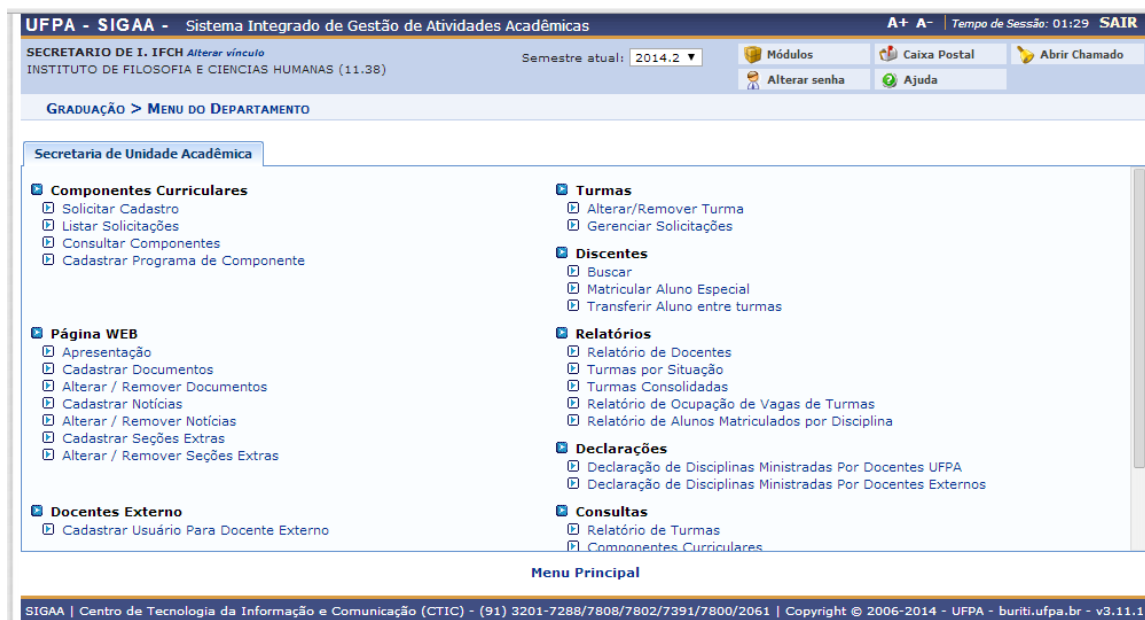 UFPA - SIGAA - Sistema Integrado de Gestão de Atividades Acadêmicas
A+ A- | Tempo de Sessão: 01:29 SAIR
SECRETARIO DE I. IFCH Alterar vínculo
INSTITUTO DE FILOSOFIA E CIENCIAS HUMANAS (11.38)
Semestre atual: 2014.2
Módulos
Caixa Postal
Abrir Chamado
Alterar senha
Ajuda
GRADUAÇÃO > MENU DO DEPARTAMENTO
Secretaria de Unidade Acadêmica
Componentes Curriculares
Solicitar Cadastro
Listar Solicitações
Consultar Componentes
Cadastrar Programa de Componente
Página WEB
Apresentação
Cadastrar Documentos
Alterar / Remover Documentos
Cadastrar Notícias
Alterar / Remover Notícias
Cadastrar Seções Extras
Alterar / Remover Seções Extras
Docentes Externo
Cadastrar Usuário Para Docente Externo
Turmas
Alterar/Remover Turma
Gerenciar Solicitações
Discentes
Buscar
Matricular Aluno Especial
Transferir Aluno entre turmas
Relatórios
Relatório de Docentes
Turmas por Situação
Turmas Consolidadas
Relatório de Ocupação de Vagas de Turmas
Relatório de Alunos Matriculados por Disciplina
Declarações
Declaração de Disciplinas Ministradas Por Docentes UFPA
Declaração de Disciplinas Ministradas Por Docentes Externos
Consultas
Relatório de Turmas
Componentes Curriculares
Menu Principal
SIGAA | Centro de Tecnologia da Informação e Comunicação (CTIC) - (91) 3201-7288/7808/7802/7391/7800/2061 | Copyright © 2006-2014 - UFPA - buriti.ufpa.br - v3.11.1